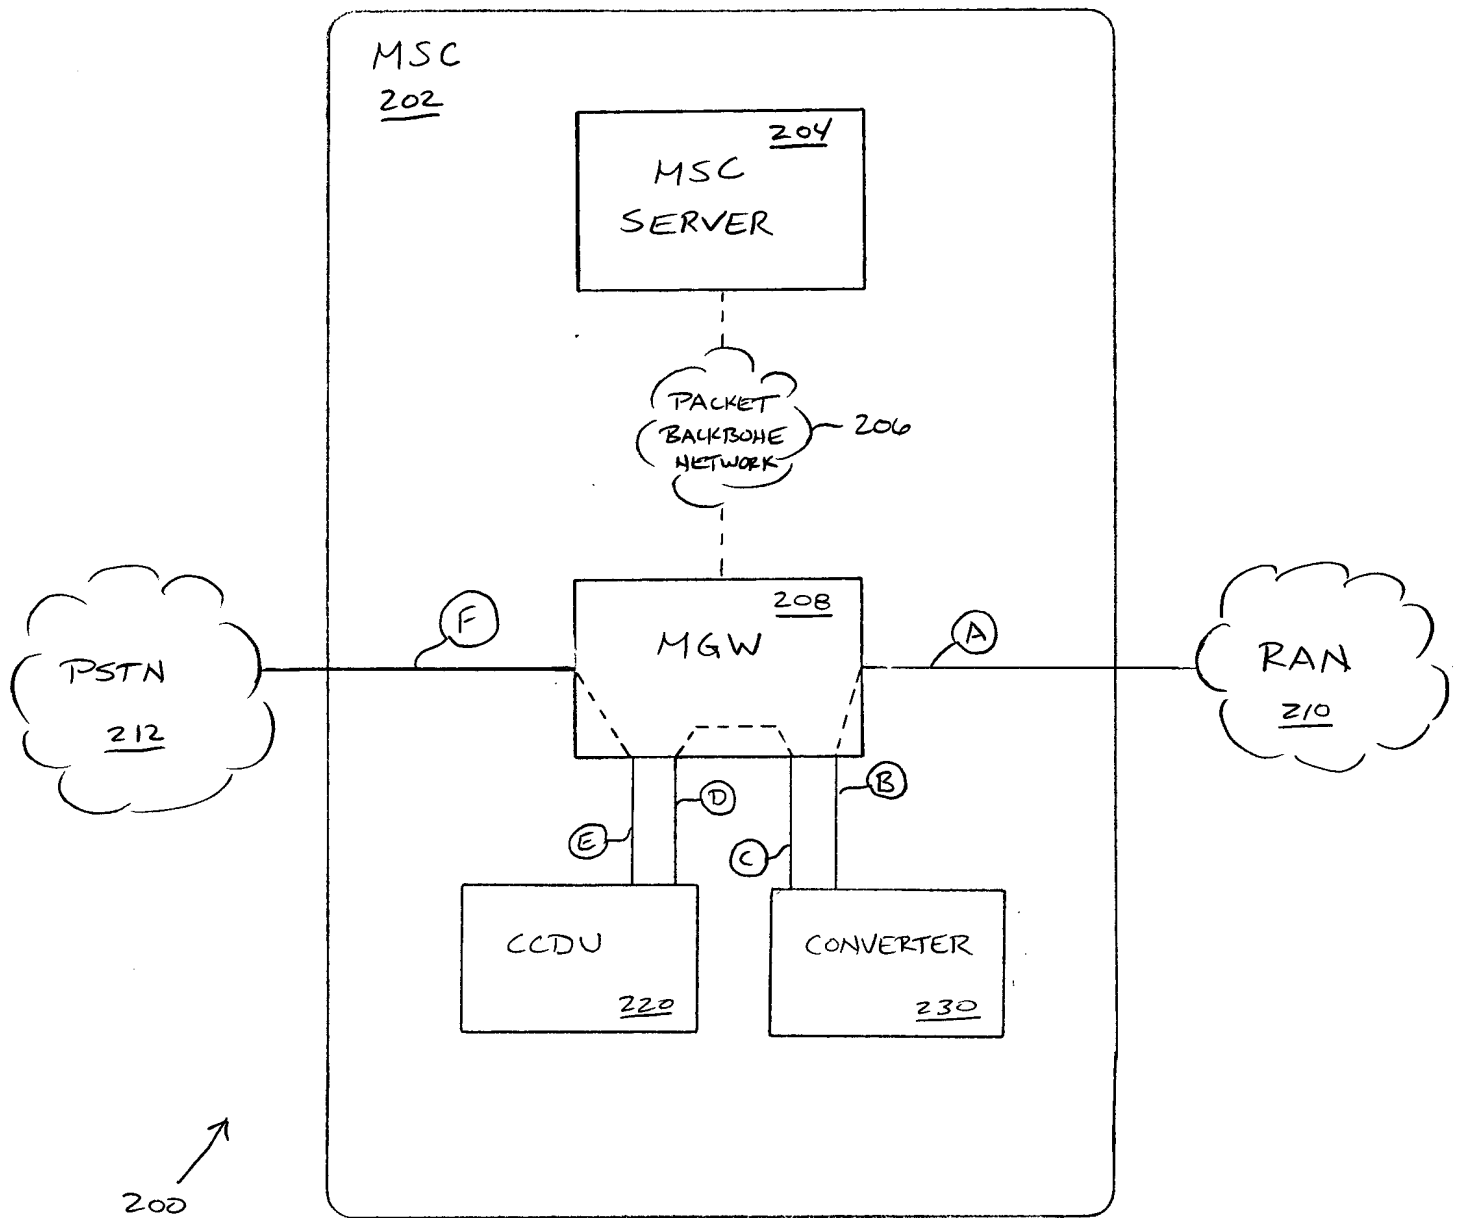 MSC
202
204
MSC
SERVER
PACKET
BACKBONE
NETWORK
206
208
MGW
F
A
PSTN
212
RAN
210
B
D
E
C
CCDU
220
CONVERTER
230
200